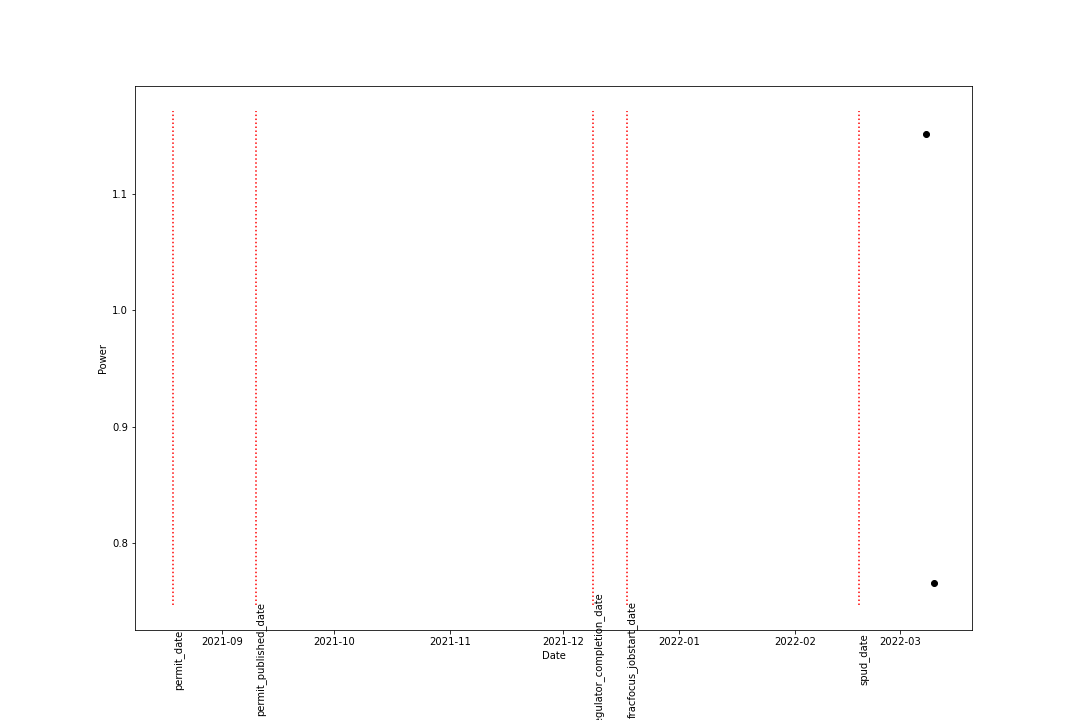 1.1
1.0
0.9
0.8
Power
2021-09
2021-10
2021-11
2021-12
2022-01
2022-02
2022-03
Date
permit_date
permit_published_date
egulator_completion_date
fracfocus_jobstart_date
spud_date